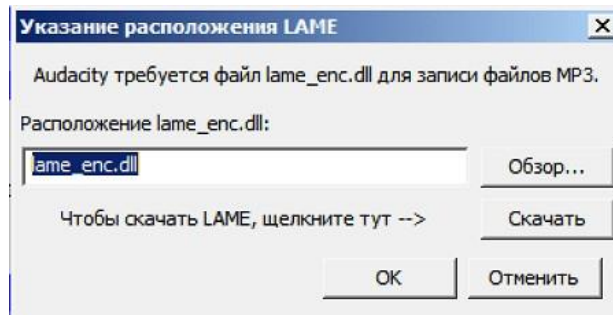 Указание расположения LAME
Audacity требуется файл lame_enc.dll для записи файлов MP3.
Расположение lame_enc.dll:
lame_enc.dll
Обзор...
Чтобы скачать LAME, щелкните тут -->
Скачать
OK
Отменить